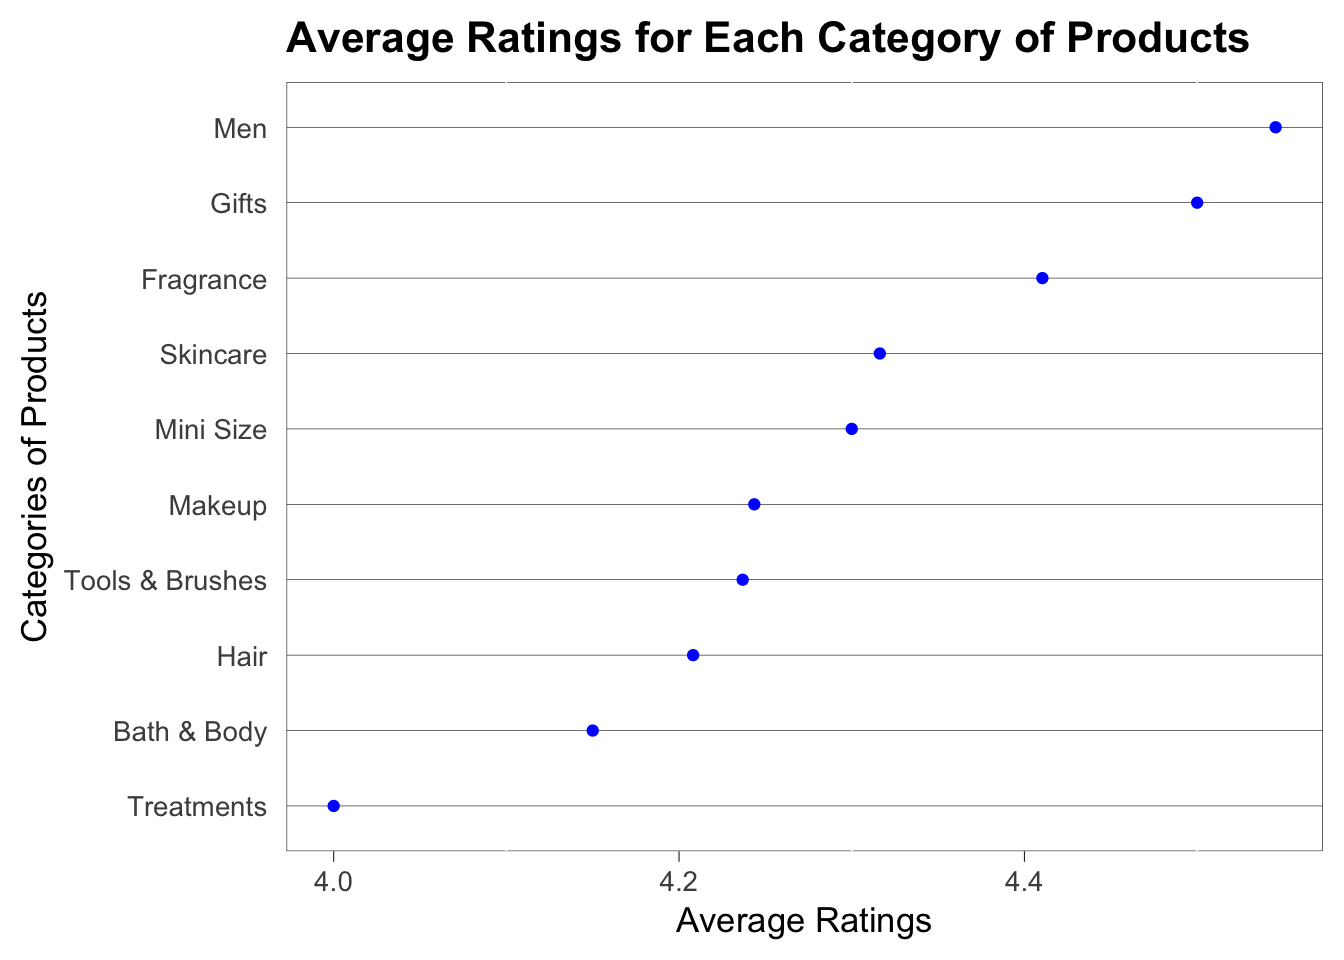 Average Ratings for Each Category of Products
Categories of Products
Men
Gifts
Fragrance
Skincare
Mini Size
Makeup
Tools & Brushes
Hair
Bath & Body
Treatments
4.0
4.2
4.4
Average Ratings